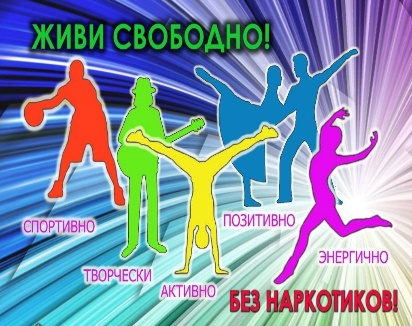 ЖИВИ СВОБОДНО!
СПОРТИВНО
ТВОРЧЕСКИ
АКТИВНО
ПОЗИТИВНО
ЭНЕРГИЧНО
БЕЗ НАРКОТИКОВ!